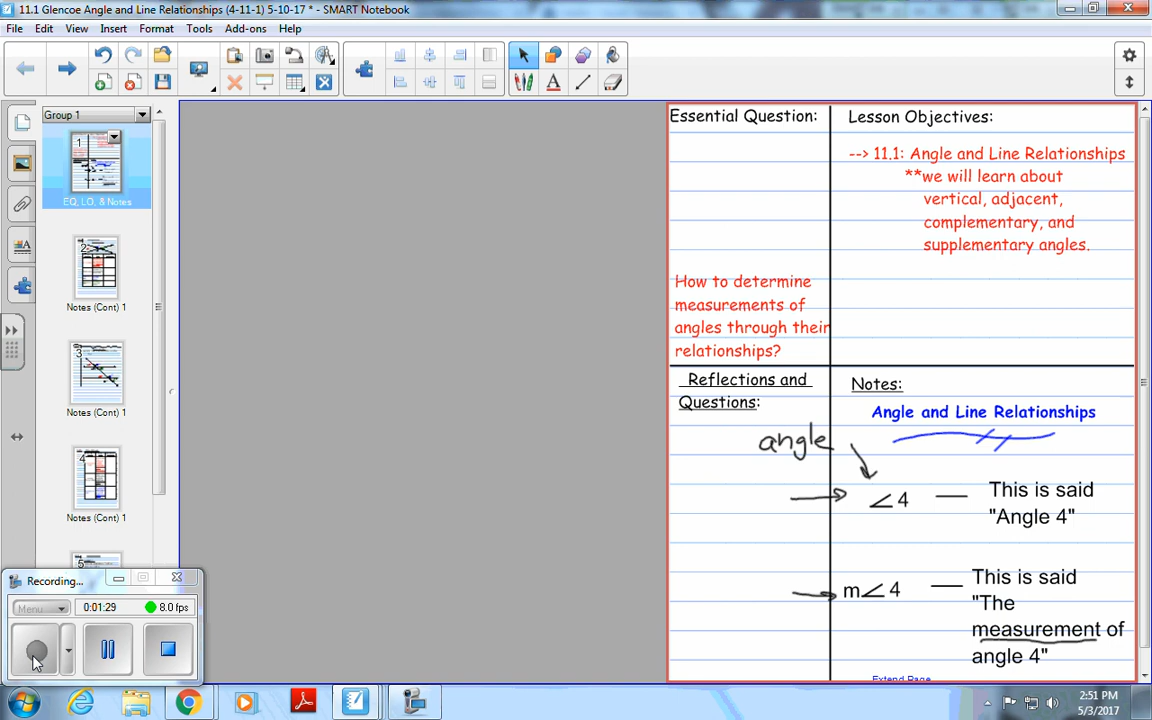 11.1 Glencoe Angle and Line Relationships (4-11-1) 5-10-17 * - SMART Notebook
File Edit View Insert Format Tools Add-ons Help
Group 1
1
EQ, LO, & Notes
2
Notes (Cont) 1
3
Notes (Cont) 1
4
Notes (Cont) 1
5
Essential Question:
How to determine
measurements of
angles through their
relationships?
Lesson Objectives:
--> 11.1: Angle and Line Relationships
**we will learn about
vertical, adjacent,
complementary, and
supplementary angles.
Reflections and
Questions:
Notes:
Angle and Line Relationships
angle
∠4 — This is said
"Angle 4"
m∠4 — This is said
"The
measurement of
angle 4"
Extend Page
Recording...
Menu 0:01:29 8.0 fps
2:51 PM
5/3/2017